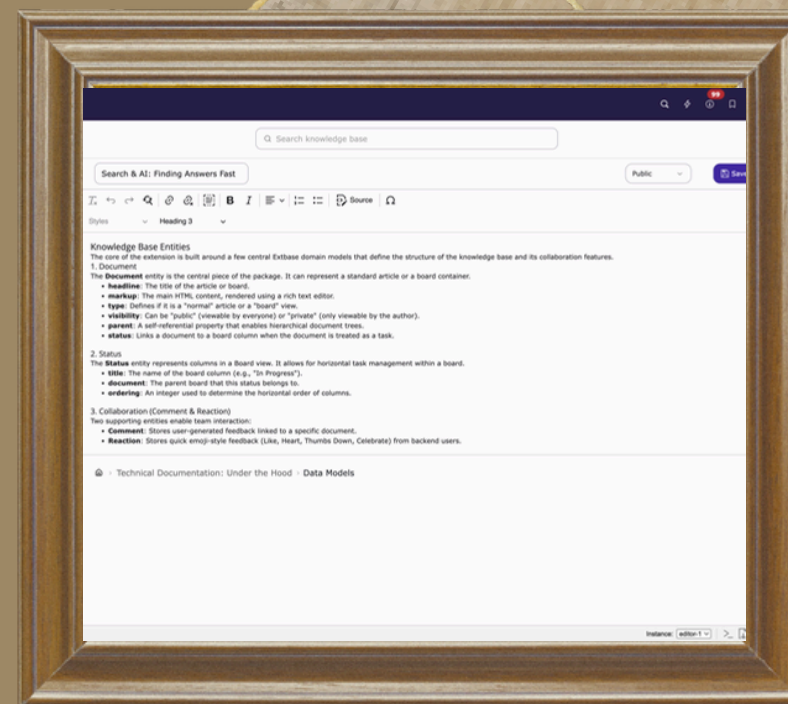 99
Search knowledge base
Search & AI: Finding Answers Fast
Public
Save
B I Source Ω
Styles Heading 3
Knowledge Base Entities
The core of the extension is built around a few central Extbase domain models that define the structure of the knowledge base and its collaboration features.
1. Document
The Document entity is the central piece of the package. It can represent a standard article or a board container.
• headline: The title of the article or board.
• markup: The main HTML content, rendered using a rich text editor.
• type: Defines if it is a "normal" article or a "board" view.
• visibility: Can be "public" (viewable by everyone) or "private" (only viewable by the author).
• parent: A self-referential property that enables hierarchical document trees.
• status: Links a document to a board column when the document is treated as a task.
2. Status
The Status entity represents columns in a Board view. It allows for horizontal task management within a board.
• title: The name of the board column (e.g., "In Progress").
• document: The parent board that this status belongs to.
• ordering: An integer used to determine the horizontal order of columns.
3. Collaboration (Comment & Reaction)
Two supporting entities enable team interaction:
• Comment: Stores user-generated feedback linked to a specific document.
• Reaction: Stores quick emoji-style feedback (Like, Heart, Thumbs Down, Celebrate) from backend users.
Technical Documentation: Under the Hood › Data Models
Instance: editor-1